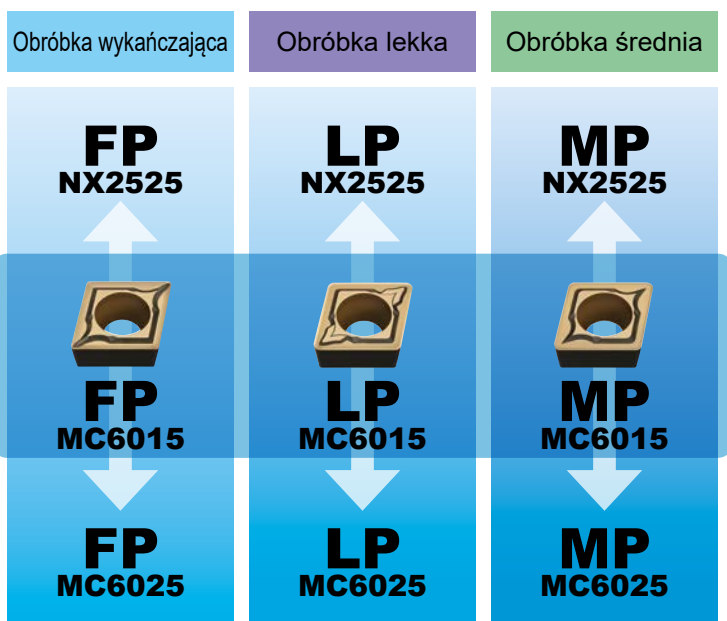 Obróbka wykańczająca
Obróbka lekka
Obróbka średnia
FP
NX2525
LP
NX2525
MP
NX2525
FP
MC6015
LP
MC6015
MP
MC6015
FP
MC6025
LP
MC6025
MP
MC6025